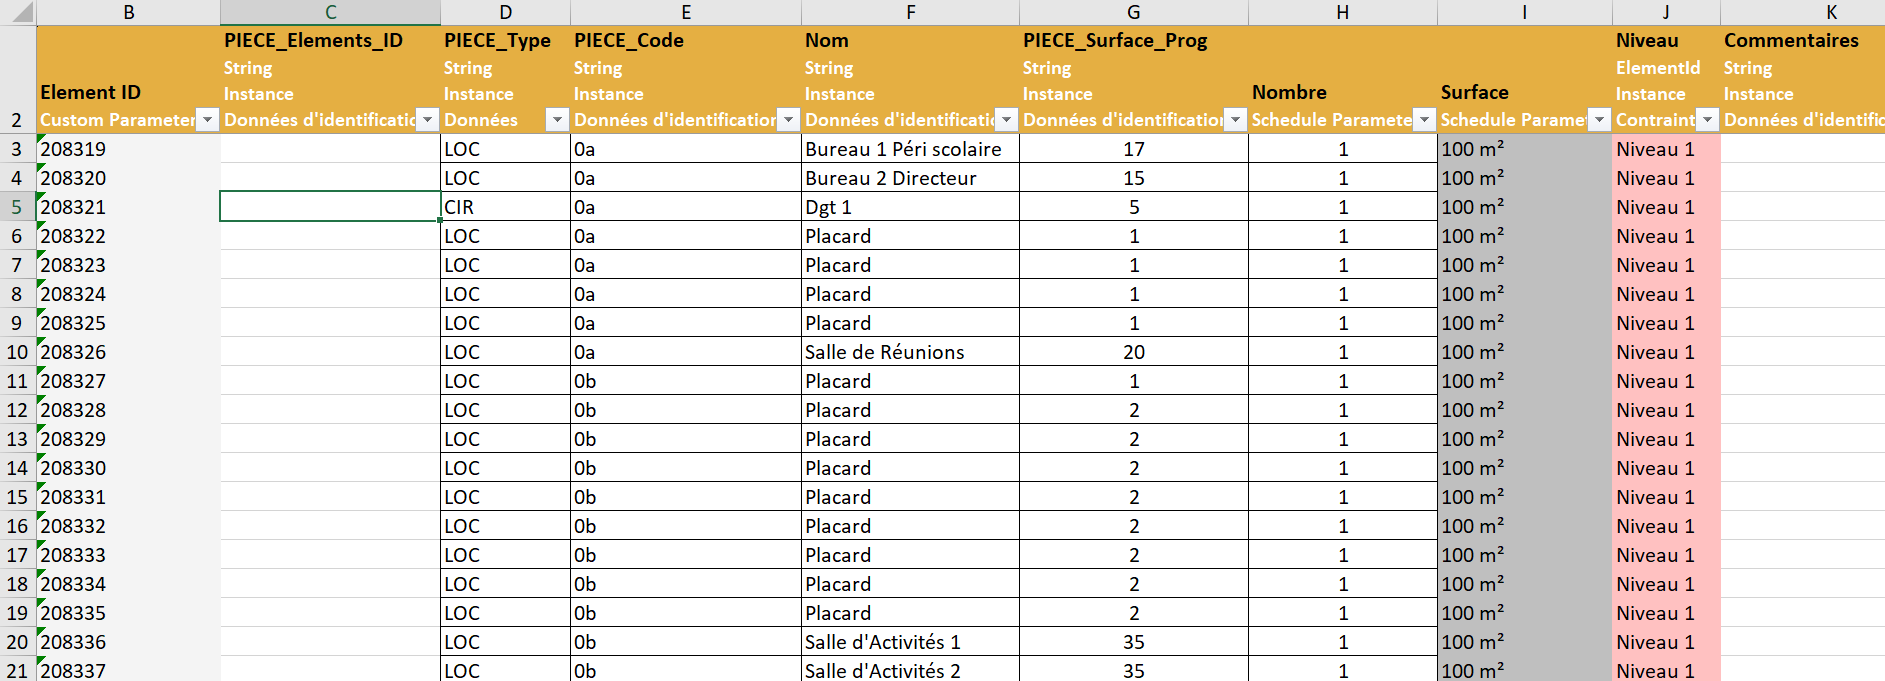 B C D E F G H I J K
PIECE_Elements_ID PIECE_Type PIECE_Code Nom PIECE_Surface_Prog Niveau Commentaires
String String String String String ElementId String
Element ID Instance Instance Instance Instance Instance Nombre Surface Instance Instance
2 Custom Parameter Données d'identificatic Données Données d'identification Données d'identificatic Données d'identification Schedule Paramete Schedule Paramet Contraint Données d'identific
3 208319 LOC 0a Bureau 1 Péri scolaire 17 1 100 m² Niveau 1
4 208320 LOC 0a Bureau 2 Directeur 15 1 100 m² Niveau 1
5 208321 CIR 0a Dgt 1 5 1 100 m² Niveau 1
6 208322 LOC 0a Placard 1 1 100 m² Niveau 1
7 208323 LOC 0a Placard 1 1 100 m² Niveau 1
8 208324 LOC 0a Placard 1 1 100 m² Niveau 1
9 208325 LOC 0a Placard 1 1 100 m² Niveau 1
10 208326 LOC 0a Salle de Réunions 20 1 100 m² Niveau 1
11 208327 LOC 0b Placard 1 1 100 m² Niveau 1
12 208328 LOC 0b Placard 2 1 100 m² Niveau 1
13 208329 LOC 0b Placard 2 1 100 m² Niveau 1
14 208330 LOC 0b Placard 2 1 100 m² Niveau 1
15 208331 LOC 0b Placard 2 1 100 m² Niveau 1
16 208332 LOC 0b Placard 2 1 100 m² Niveau 1
17 208333 LOC 0b Placard 2 1 100 m² Niveau 1
18 208334 LOC 0b Placard 2 1 100 m² Niveau 1
19 208335 LOC 0b Placard 2 1 100 m² Niveau 1
20 208336 LOC 0b Salle d'Activités 1 35 1 100 m² Niveau 1
21 208337 LOC 0b Salle d'Activités 2 35 1 100 m² Niveau 1